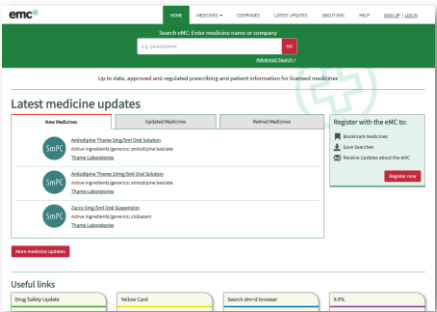 emc
HOME MEDICINES COMPANIES LATEST UPDATES ABOUT EMC HELP SIGN UP | LOG IN
Search eMC: Enter medicine name or company
e.g. paracetamol GO
Advanced Search >
Up to date, approved and regulated prescribing and patient information for licensed medicines
Latest medicine updates
New Medicines Updated Medicines Retired Medicines
SmPC
Amlodipine Thame 5mg/5ml Oral Solution
Active ingredients/generics: amlodipine besilate
Thame Laboratories
SmPC
Amlodipine Thame 10mg/5ml Oral Solution
Active ingredients/generics: amlodipine besilate
Thame Laboratories
SmPC
Zacco 5mg/5ml Oral Suspension
Active ingredients/generics: clobazam
Thame Laboratories
Register with the eMC to:
Bookmark Medicines
Save Searches
Receive Updates about the eMC
Register now
More medicine updates
Useful links
Drug Safety Update Yellow Card Search dm+d browser X-PIL